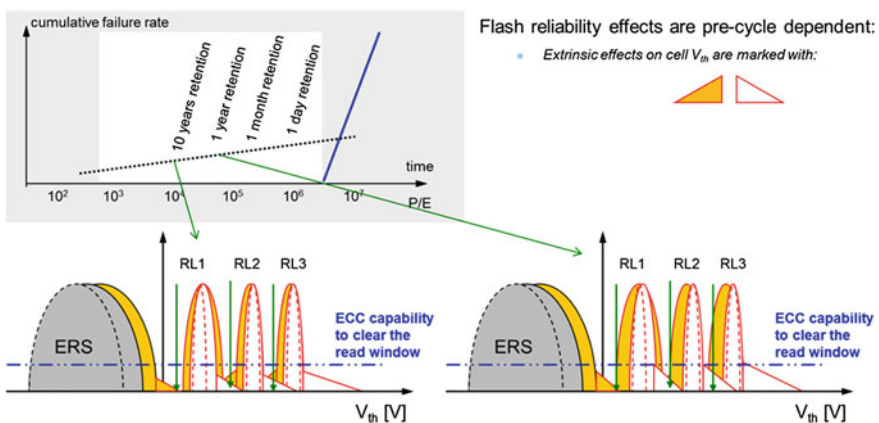 cumulative failure rate
10 years retention
1 year retention
1 month retention
1 day retention
time
10² 10³ 10⁴ 10⁵ 10⁶ 10⁷
P/E
Flash reliability effects are pre-cycle dependent:
• Extrinsic effects on cell Vth are marked with:
RL1 RL2 RL3
ERS
ECC capability
to clear the
read window
Vth [V]
RL1 RL2 RL3
ERS
ECC capability
to clear the
read window
Vth [V]